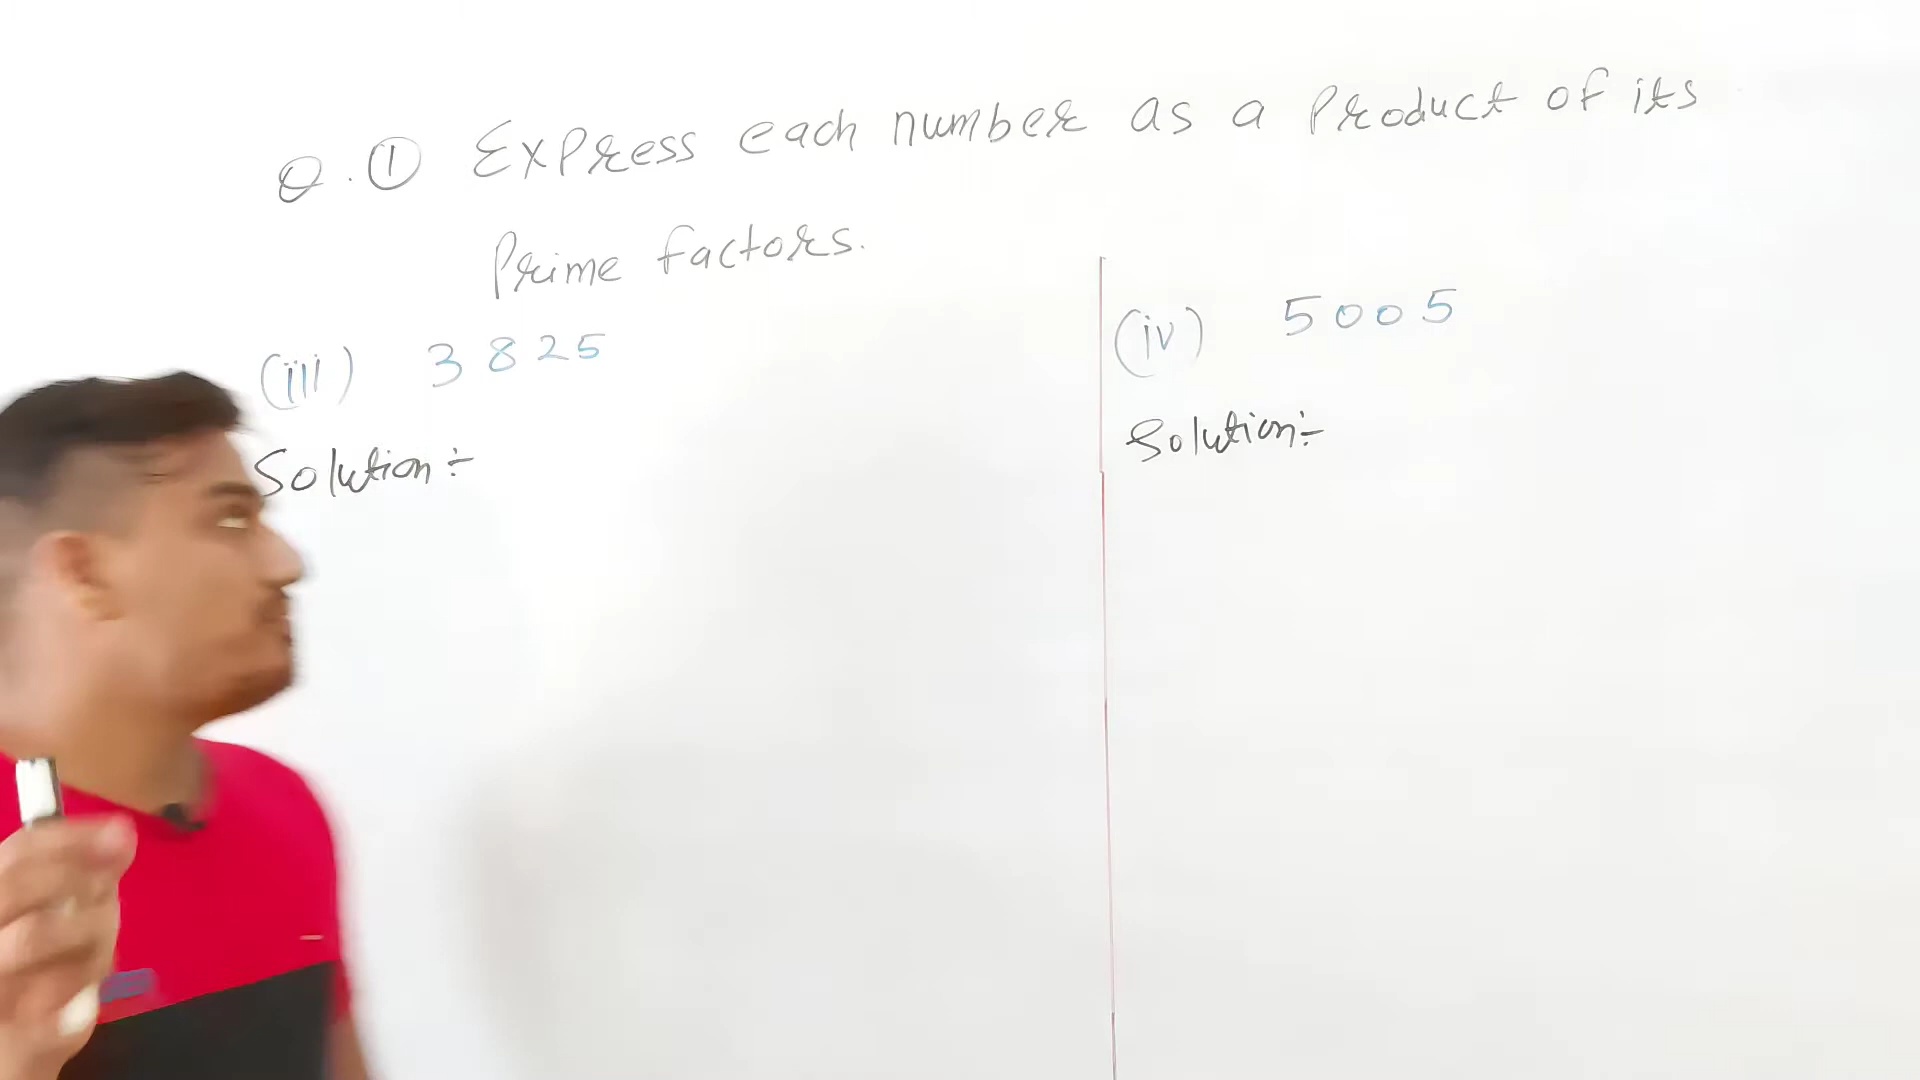 Q.① Express each number as a Product of its
Prime factors.
(iii) 3825
Solution÷
(iv) 5005
Solution÷